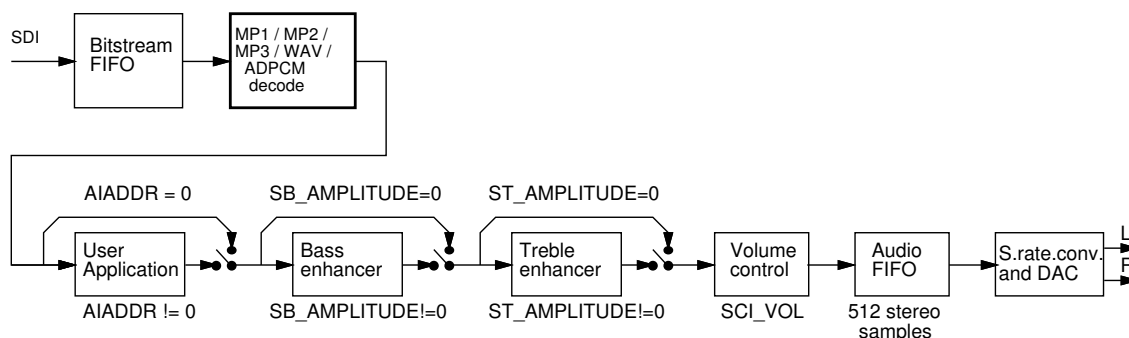 SDI
Bitstream
FIFO
MP1 / MP2 /
MP3 / WAV /
ADPCM
decode
AIADDR = 0
SB_AMPLITUDE=0
ST_AMPLITUDE=0
User
Application
Bass
enhancer
Treble
enhancer
Volume
control
Audio
FIFO
S.rate.conv.
and DAC
L
R
AIADDR != 0
SB_AMPLITUDE!=0
ST_AMPLITUDE!=0
SCI_VOL
512 stereo
samples